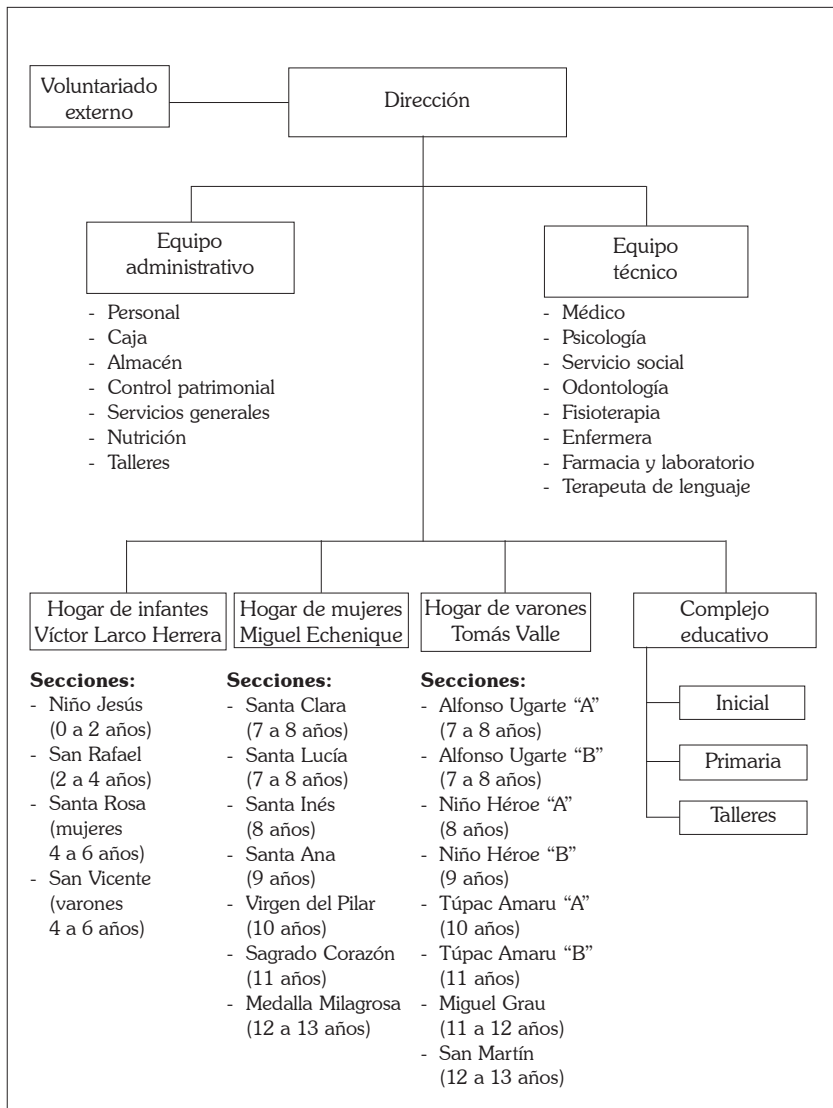 Voluntariado
externo
Dirección
Equipo
administrativo
- Personal
- Caja
- Almacén
- Control patrimonial
- Servicios generales
- Nutrición
- Talleres
Equipo
técnico
- Médico
- Psicología
- Servicio social
- Odontología
- Fisioterapia
- Enfermera
- Farmacia y laboratorio
- Terapeuta de lenguaje
Hogar de infantes
Víctor Larco Herrera
Secciones:
- Niño Jesús
(0 a 2 años)
- San Rafael
(2 a 4 años)
- Santa Rosa
(mujeres
4 a 6 años)
- San Vicente
(varones
4 a 6 años)
Hogar de mujeres
Miguel Echenique
Secciones:
- Santa Clara
(7 a 8 años)
- Santa Lucía
(7 a 8 años)
- Santa Inés
(8 años)
- Santa Ana
(9 años)
- Virgen del Pilar
(10 años)
- Sagrado Corazón
(11 años)
- Medalla Milagrosa
(12 a 13 años)
Hogar de varones
Tomás Valle
Secciones:
- Alfonso Ugarte “A”
(7 a 8 años)
- Alfonso Ugarte “B”
(7 a 8 años)
- Niño Héroe “A”
(8 años)
- Niño Héroe “B”
(9 años)
- Túpac Amaru “A”
(10 años)
- Túpac Amaru “B”
(11 años)
- Miguel Grau
(11 a 12 años)
- San Martín
(12 a 13 años)
Complejo
educativo
Inicial
Primaria
Talleres